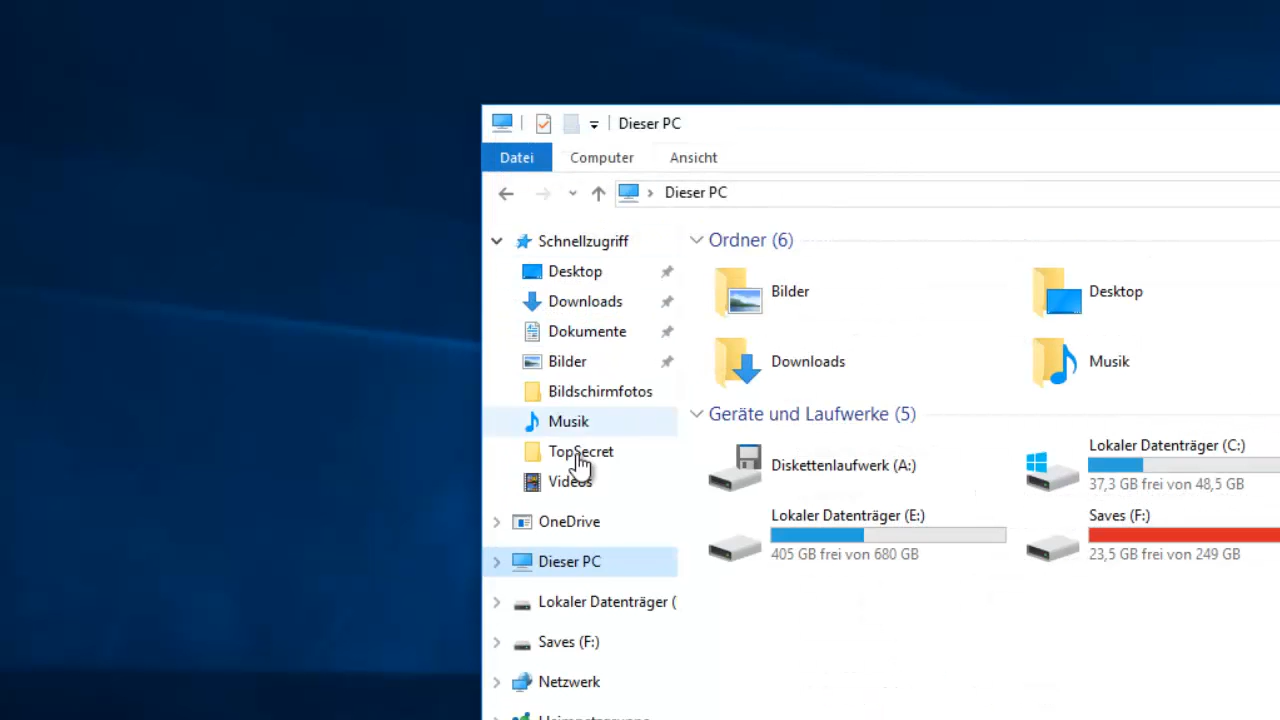 Dieser PC
Datei Computer Ansicht
Dieser PC
Schnellzugriff
Desktop
Downloads
Dokumente
Bilder
Bildschirmfotos
Musik
TopSecret
Videos
OneDrive
Dieser PC
Lokaler Datenträger (
Saves (F:)
Netzwerk
Ordner (6)
Bilder
Desktop
Downloads
Musik
Geräte und Laufwerke (5)
Diskettenlaufwerk (A:)
Lokaler Datenträger (C:)
37,3 GB frei von 48,5 GB
Lokaler Datenträger (E:)
405 GB frei von 680 GB
Saves (F:)
23,5 GB frei von 249 GB